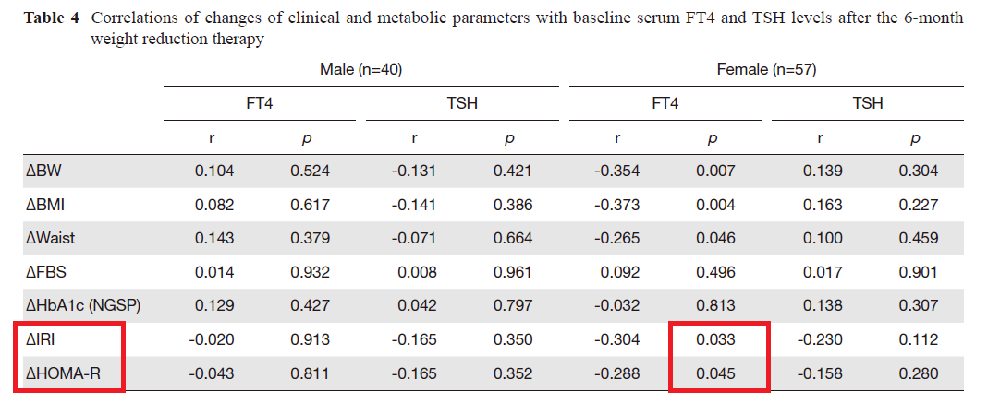 Table 4 Correlations of changes of clinical and metabolic parameters with baseline serum FT4 and TSH levels after the 6-month
weight reduction therapy
Male (n=40) Female (n=57)
FT4 TSH FT4 TSH
r p r p r p r p
ΔBW 0.104 0.524 -0.131 0.421 -0.354 0.007 0.139 0.304
ΔBMI 0.082 0.617 -0.141 0.386 -0.373 0.004 0.163 0.227
ΔWaist 0.143 0.379 -0.071 0.664 -0.265 0.046 0.100 0.459
ΔFBS 0.014 0.932 0.008 0.961 0.092 0.496 0.017 0.901
ΔHbA1c (NGSP) 0.129 0.427 0.042 0.797 -0.032 0.813 0.138 0.307
ΔIRI -0.020 0.913 -0.165 0.350 -0.304 0.033 -0.230 0.112
ΔHOMA-R -0.043 0.811 -0.165 0.352 -0.288 0.045 -0.158 0.280